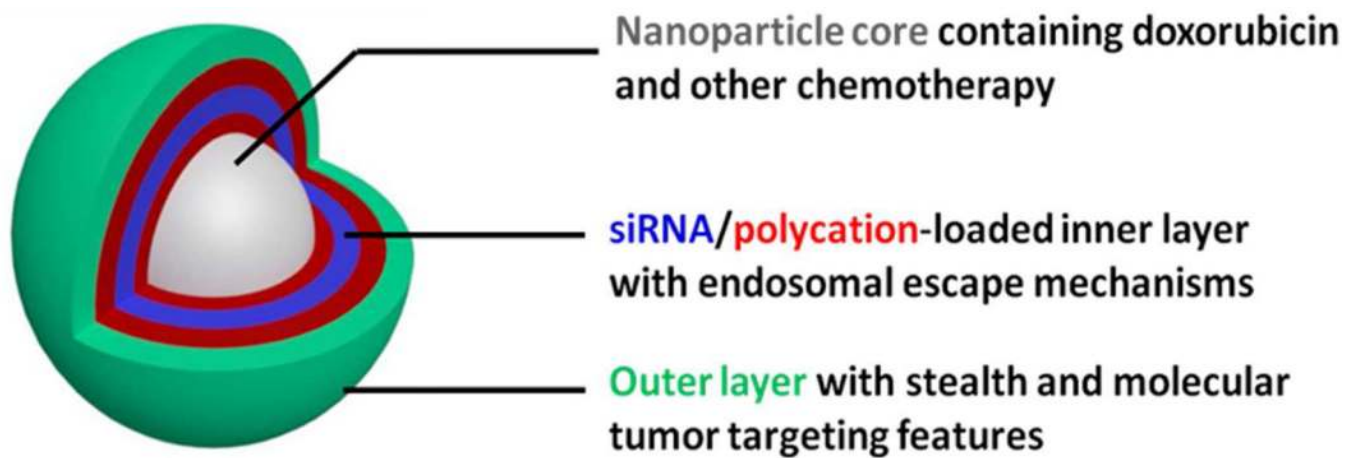 Nanoparticle core containing doxorubicin
and other chemotherapy
siRNA/polycation-loaded inner layer
with endosomal escape mechanisms
Outer layer with stealth and molecular
tumor targeting features